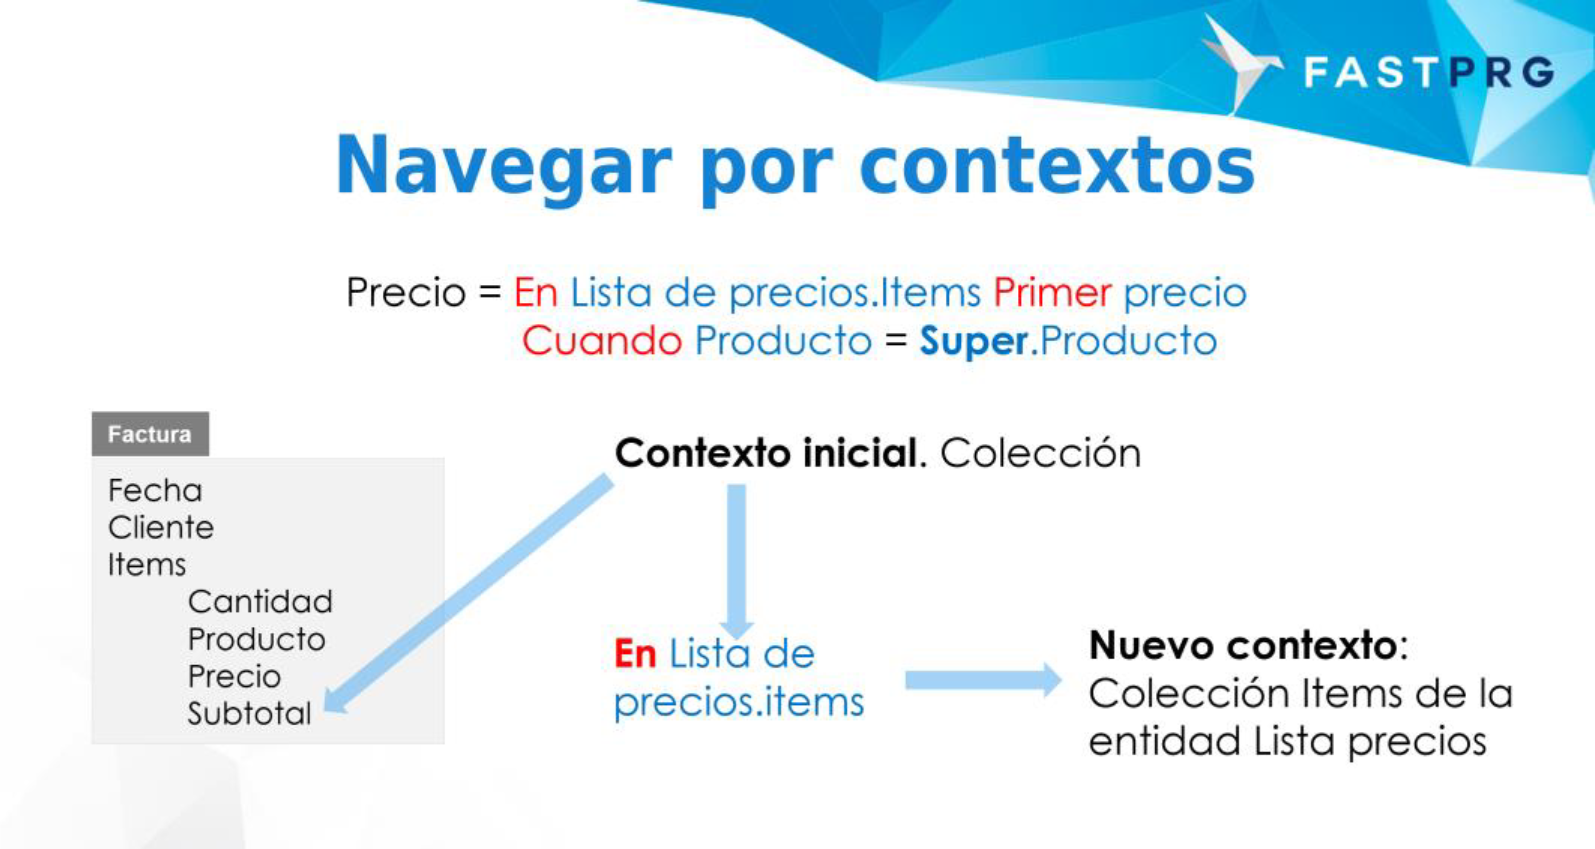 FASTPRG
Navegar por contextos
Precio = En Lista de precios.Items Primer precio
Cuando Producto = Super.Producto
Factura
Fecha
Cliente
Items
Cantidad
Producto
Precio
Subtotal
Contexto inicial. Colección
En Lista de
precios.items
Nuevo contexto:
Colección Items de la
entidad Lista precios